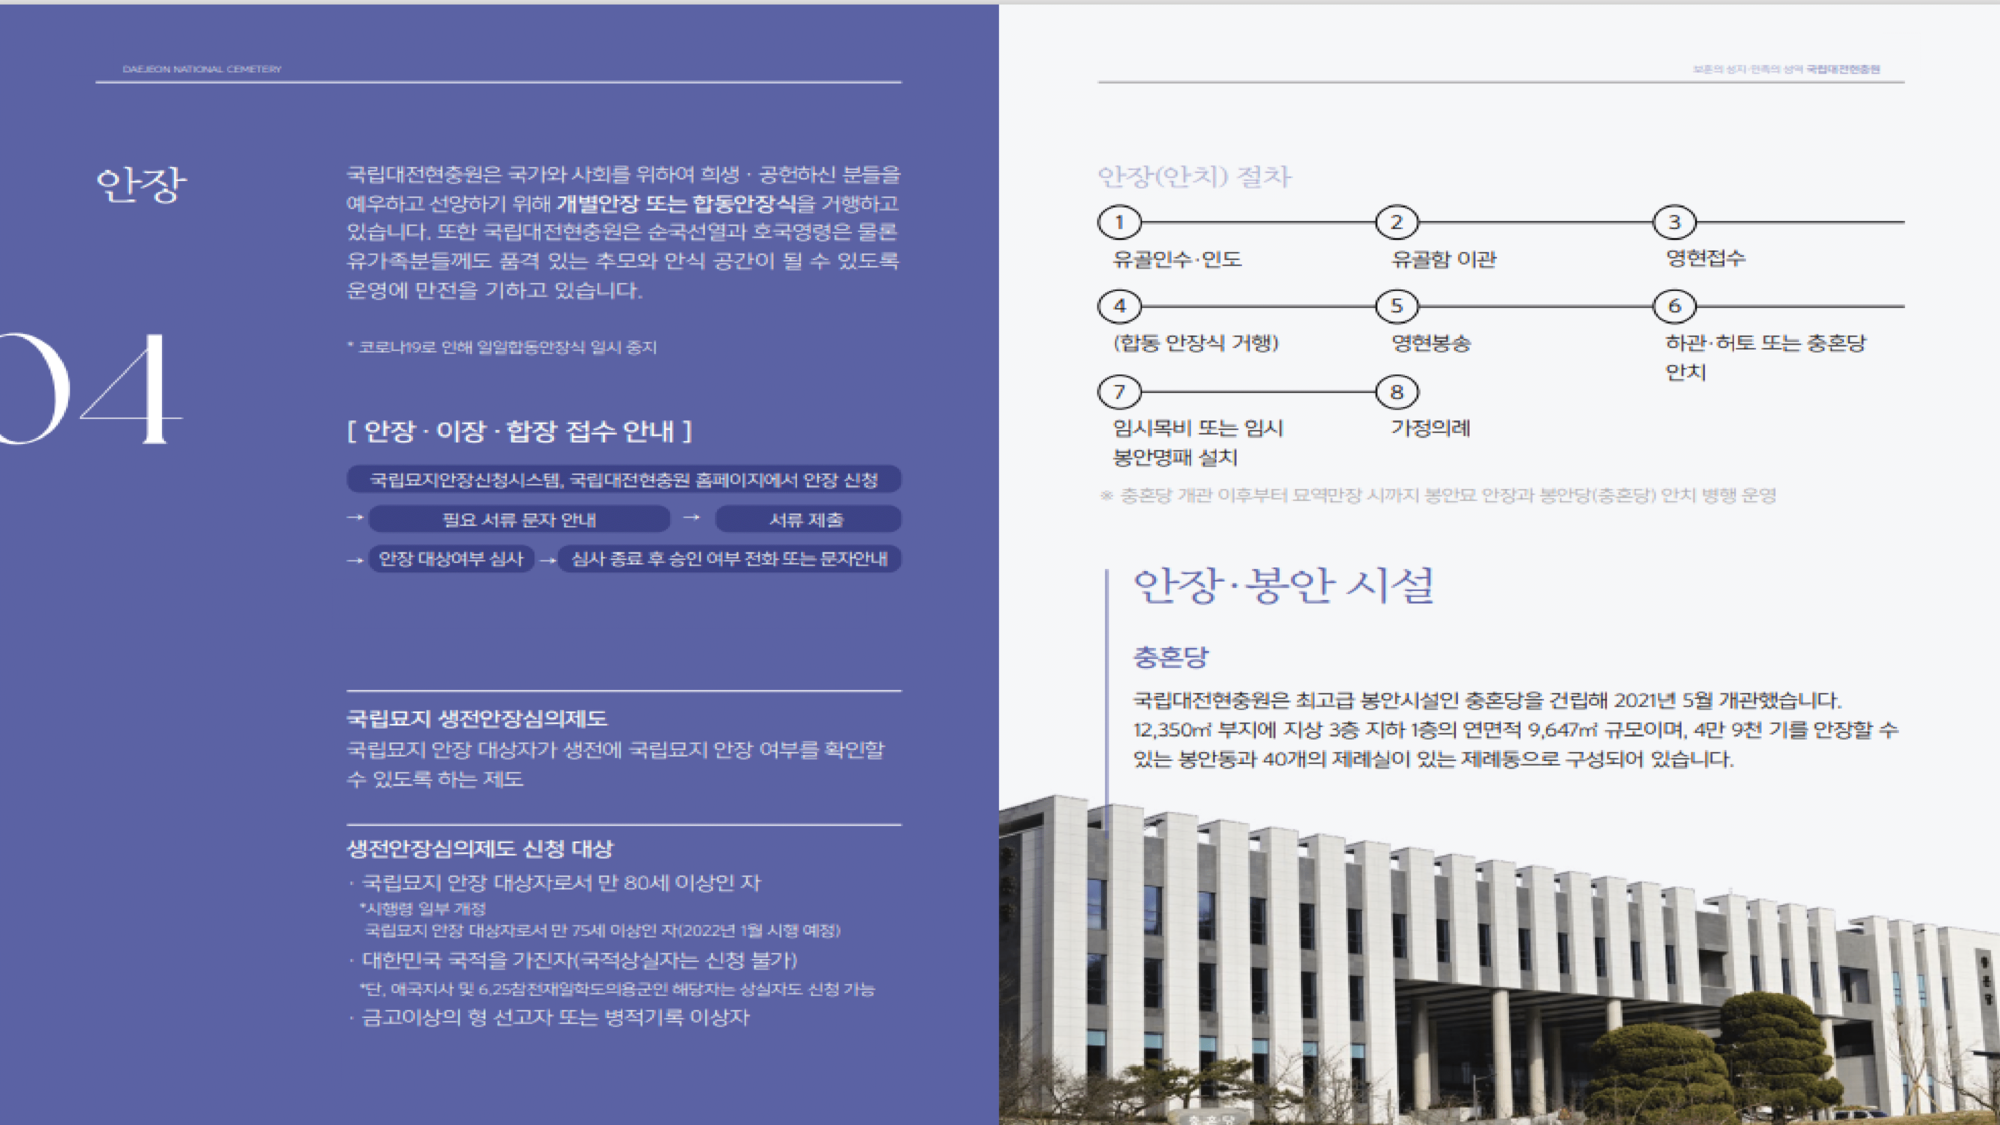 DAEJEON NATIONAL CEMETERY
안장
04
국립대전현충원은 국가와 사회를 위하여 희생 · 공헌하신 분들을
예우하고 선양하기 위해 개별안장 또는 합동안장식을 거행하고
있습니다. 또한 국립대전현충원은 순국선열과 호국영령은 물론
유가족분들께도 품격 있는 추모와 안식 공간이 될 수 있도록
운영에 만전을 기하고 있습니다.
* 코로나19로 인해 일일합동안장식 일시 중지
[ 안장 · 이장 · 합장 접수 안내 ]
국립묘지안장신청시스템, 국립대전현충원 홈페이지에서 안장 신청
→ 필요 서류 문자 안내 → 서류 제출
→ 안장 대상여부 심사 → 심사 종료 후 승인 여부 전화 또는 문자안내
국립묘지 생전안장심의제도
국립묘지 안장 대상자가 생전에 국립묘지 안장 여부를 확인할
수 있도록 하는 제도
생전안장심의제도 신청 대상
· 국립묘지 안장 대상자로서 만 80세 이상인 자
*시행령 일부 개정
국립묘지 안장 대상자로서 만 75세 이상인 자(2022년 1월 시행 예정)
· 대한민국 국적을 가진자(국적상실자는 신청 불가)
*단, 애국지사 및 6.25참전재일학도의용군인 해당자는 상실자도 신청 가능
· 금고이상의 형 선고자 또는 병적기록 이상자
보훈의 성지·민족의 성역 국립대전현충원
안장(안치) 절차
1 2 3
유골인수·인도 유골함 이관 영현접수
4 5 6
(합동 안장식 거행) 영현봉송 하관·허토 또는 충혼당
안치
7 8
임시목비 또는 임시 가정의례
봉안명패 설치
※ 충혼당 개관 이후부터 묘역만장 시까지 봉안묘 안장과 봉안당(충혼당) 안치 병행 운영
안장·봉안 시설
충혼당
국립대전현충원은 최고급 봉안시설인 충혼당을 건립해 2021년 5월 개관했습니다.
12,350㎡ 부지에 지상 3층 지하 1층의 연면적 9,647㎡ 규모이며, 4만 9천 기를 안장할 수
있는 봉안동과 40개의 제례실이 있는 제례동으로 구성되어 있습니다.
충혼당
충혼당